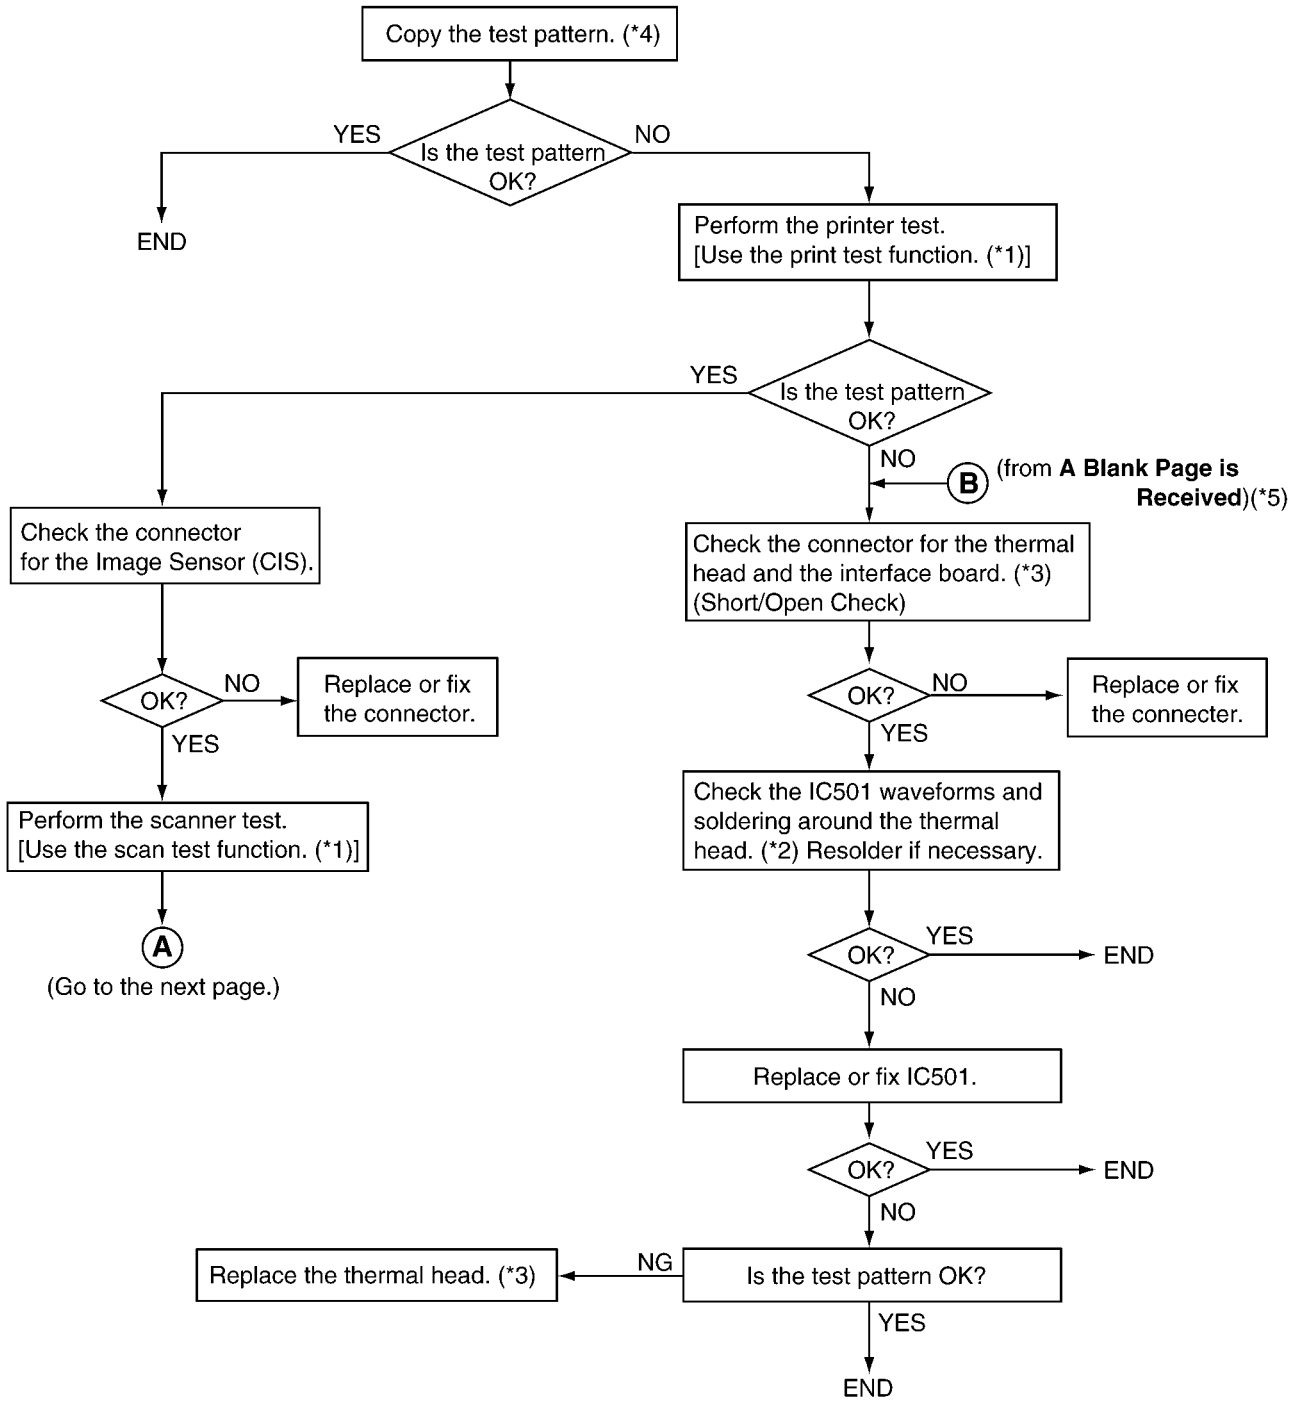 Copy the test pattern. (*4)
YES
NO
Is the test pattern
OK?
END
Perform the printer test.
[Use the print test function. (*1)]
YES
Is the test pattern
OK?
NO
B
(from A Blank Page is
Received)(*5)
Check the connector
for the Image Sensor (CIS).
Check the connector for the thermal
head and the interface board. (*3)
(Short/Open Check)
OK?
NO
Replace or fix
the connector.
YES
OK?
NO
Replace or fix
the connecter.
YES
Perform the scanner test.
[Use the scan test function. (*1)]
Check the IC501 waveforms and
soldering around the thermal
head. (*2) Resolder if necessary.
A
(Go to the next page.)
OK?
YES
END
NO
Replace or fix IC501.
OK?
YES
END
NO
Replace the thermal head. (*3)
NG
Is the test pattern OK?
YES
END